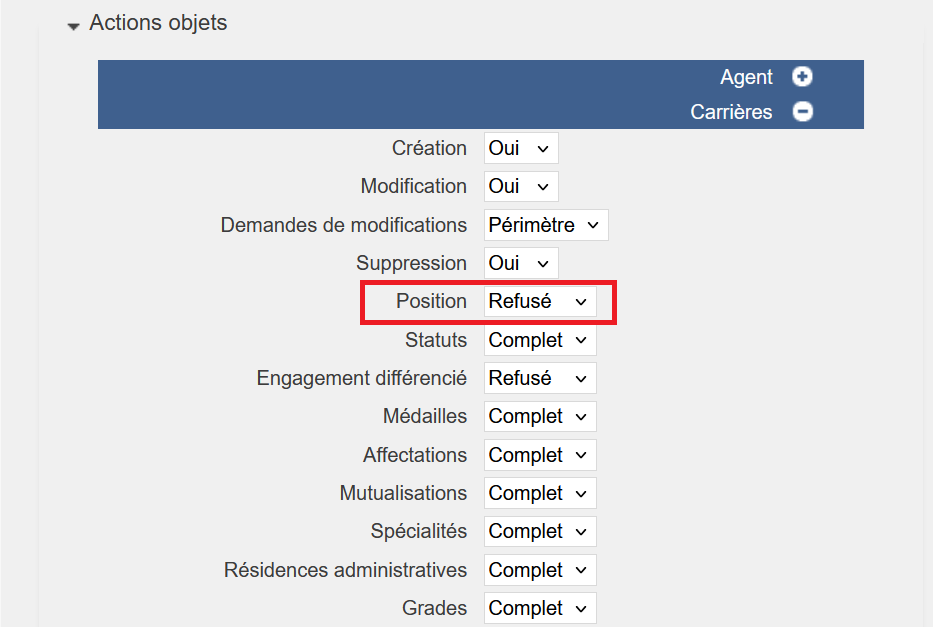 Actions objets
Agent
Carrières
Création Oui
Modification Oui
Demandes de modifications Périmètre
Suppression Oui
Position Refusé
Statuts Complet
Engagement différencié Refusé
Médailles Complet
Affectations Complet
Mutualisations Complet
Spécialités Complet
Résidences administratives Complet
Grades Complet